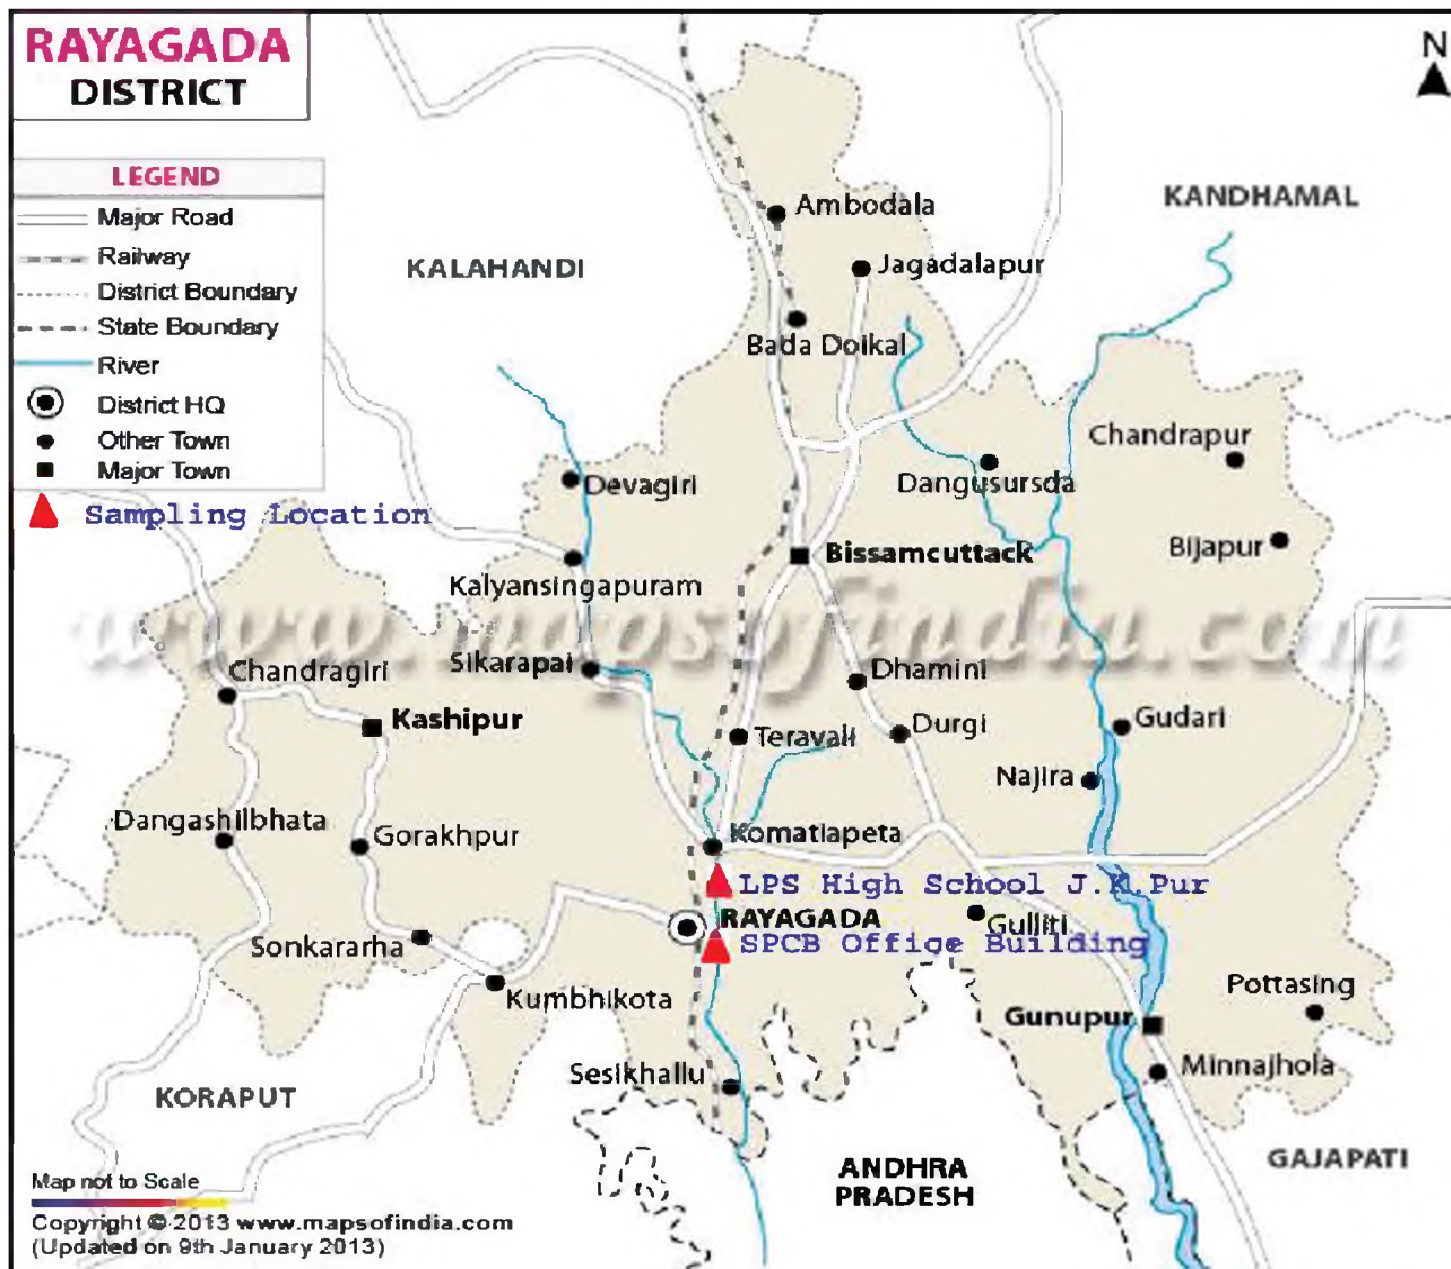 RAYAGADA
DISTRICT
N
LEGEND
Major Road
Railway
District Boundary
State Boundary
River
District HQ
Other Town
Major Town
Sampling Location
KANDHAMAL
KALAHANDI
Ambodala
Jagadalapur
Bada Doikal
Chandrapur
Devagiri
Dangusursda
Bissamcuttack
Bijapur
Kalyansingapuram
www.mapsofindia.com
Sikarapai
Chandragiri
Dhamini
Kashipur
Teravali
Durgi
Gudari
Najira
Dangashilbhata
Gorakhpur
Komatlapeta
LPS High School J.K.Pur
RAYAGADA
Gulliti
SPCB Office Building
Sonkararha
Kumbhikota
Pottasing
Gunupur
Sesikhallu
Minnajhola
KORAPUT
ANDHRA
PRADESH
GAJAPATI
Map not to Scale
Copyright © 2013 www.mapsofindia.com
(Updated on 9th January 2013)